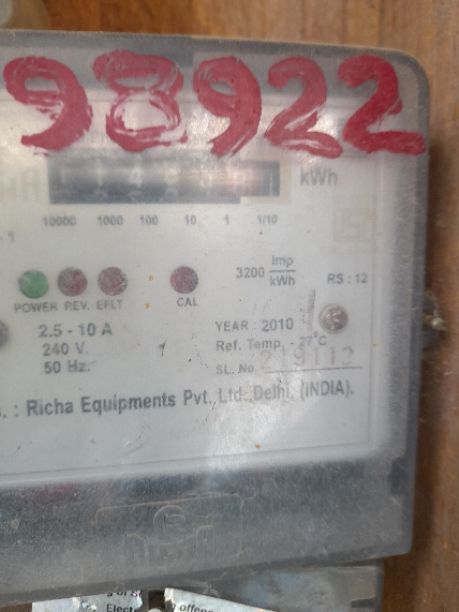 98922
kWh
10000 1000 100 10 1 1/10
3200 Imp/kWh
RS : 12
POWER REV. EFLT CAL
2.5 - 10 A
240 V.
50 Hz.
YEAR : 2010
Ref. Temp. - 27°C
SL. No.
: Richa Equipments Pvt. Ltd. Delhi. (INDIA).